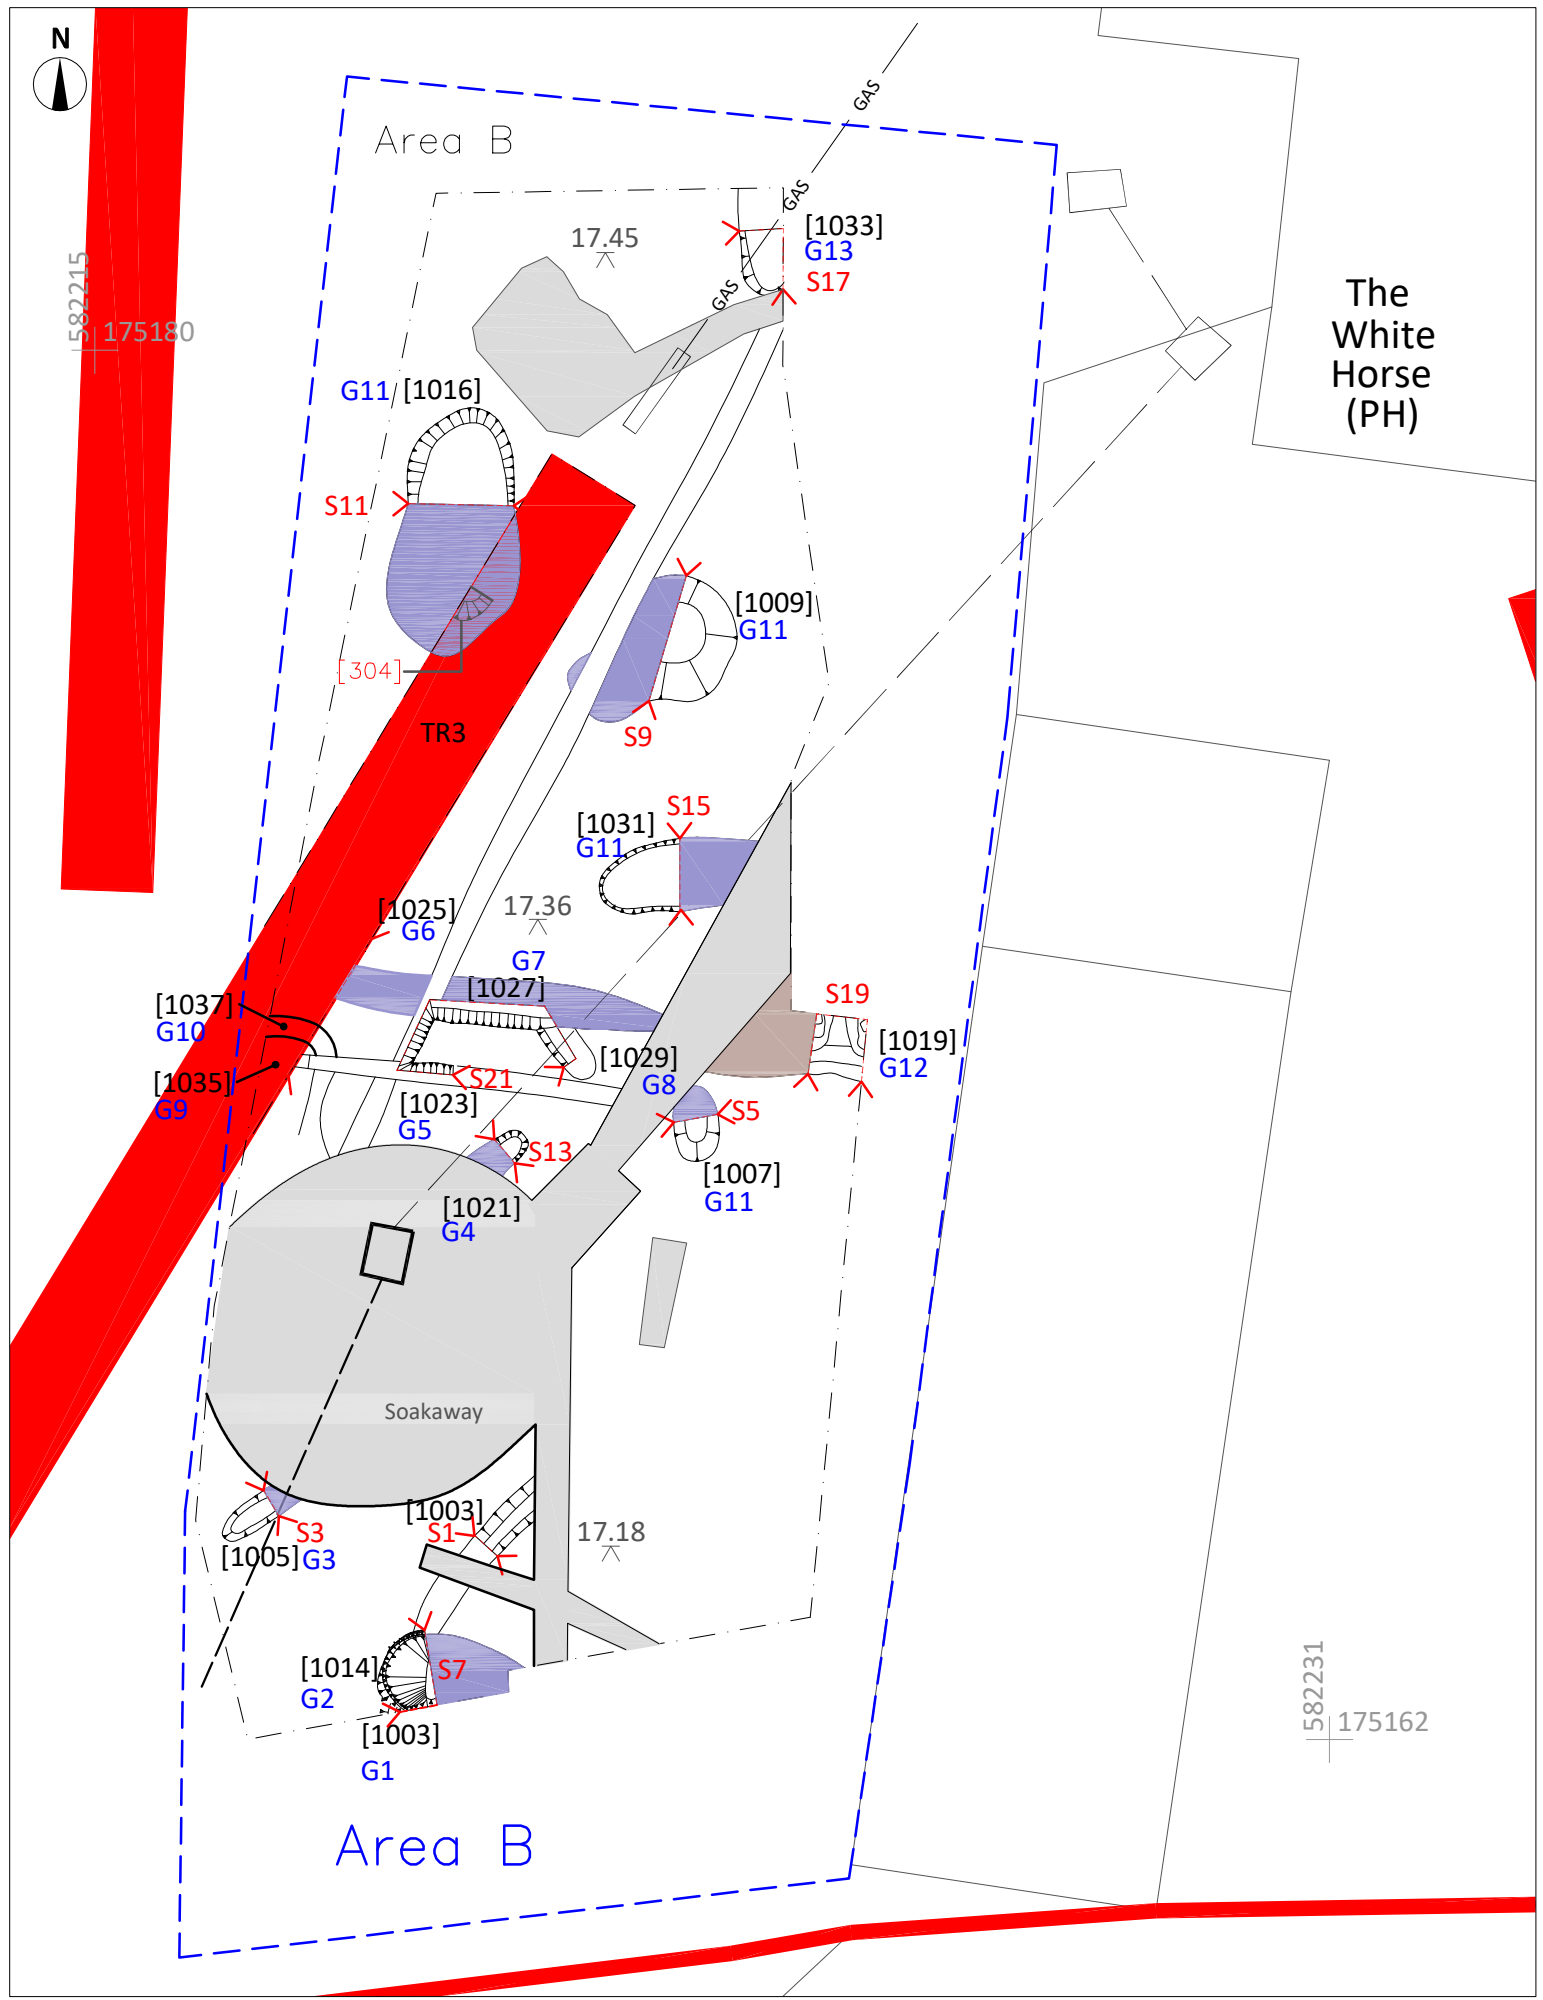 N
GAS
Area B
GAS
[1033]
17.45
G13
582215
S17
GAS
175180
The
White
Horse
(PH)
G11 [1016]
S11
[1009]
G11
[304]
TR3
S9
S15
[1031]
G11
[1025]
17.36
G6
G7
[1027]
S19
[1037]
G10
[1019]
[1029]
G12
S21
[1035]
G8
G9
[1023]
S5
G5
S13
[1007]
G11
[1021]
G4
Soakaway
[1003]
S3
S1
17.18
[1005] G3
[1014]
S7
G2
582231
175162
[1003]
G1
Area B